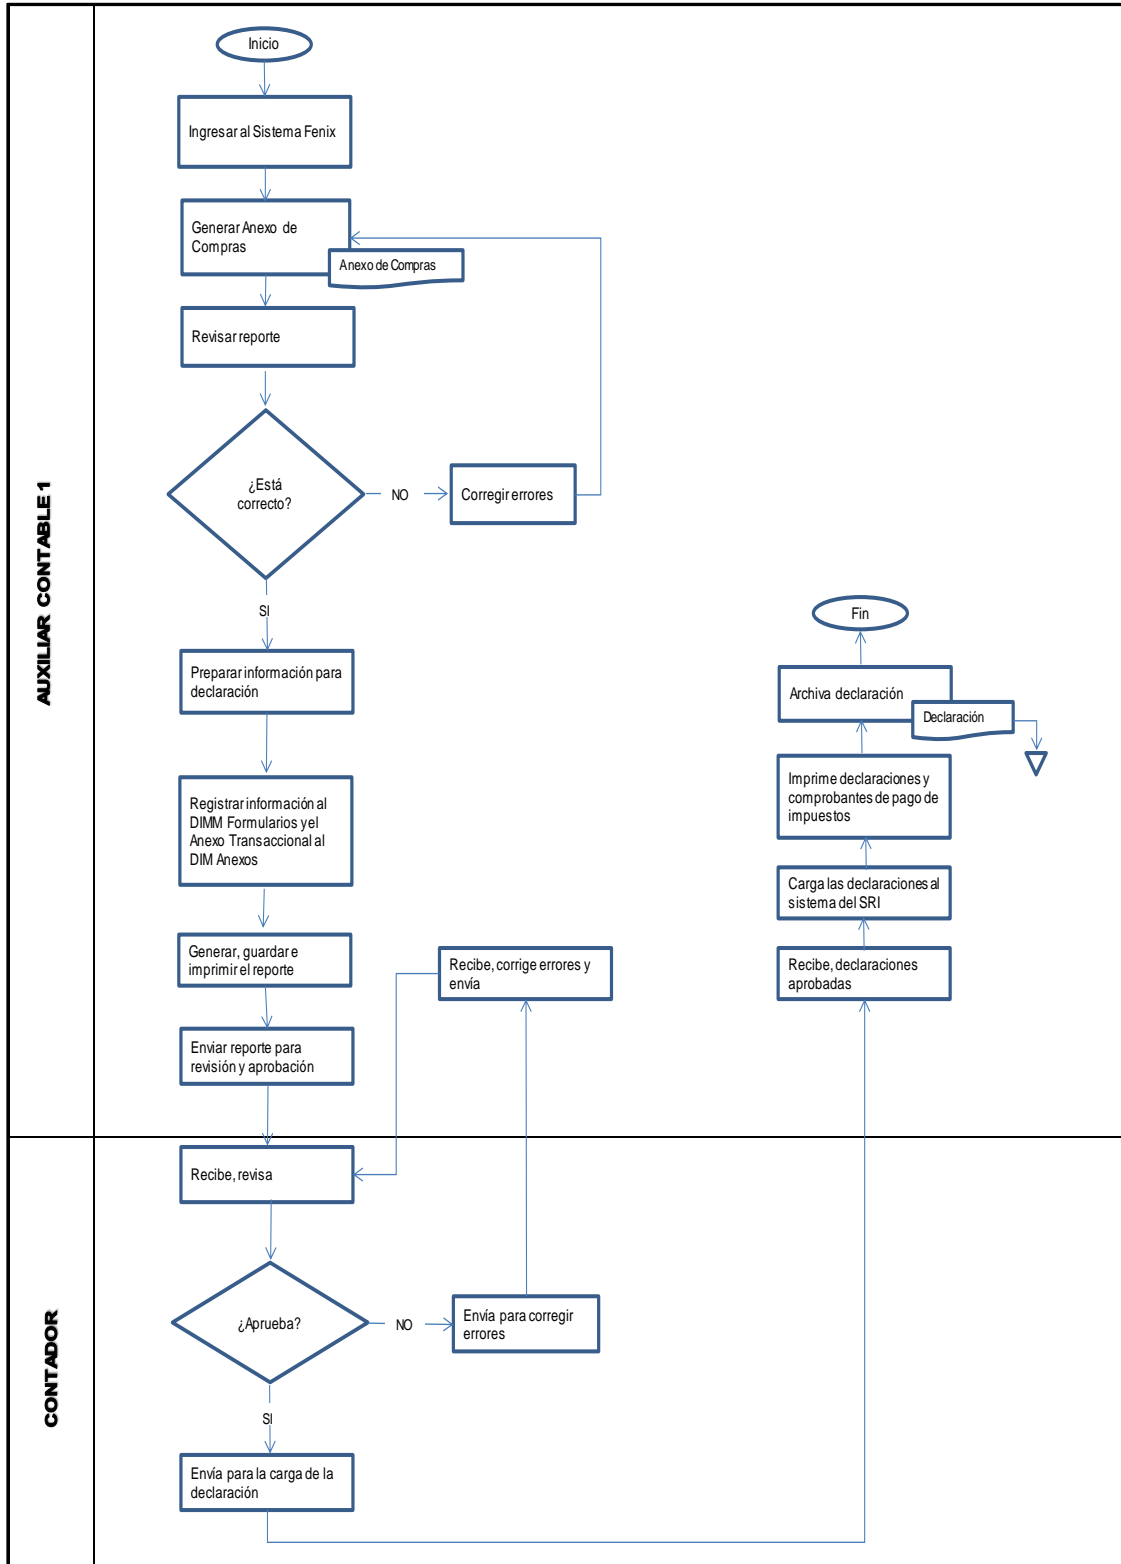 AUXILIAR CONTABLE 1
Inicio
Ingresar al Sistema Fenix
Generar Anexo de
Compras
Anexo de Compras
Revisar reporte
¿Está
correcto?
NO
Corregir errores
SI
Preparar información para
declaración
Registrar información al
DIMM Formularios y el
Anexo Transaccional al
DIM Anexos
Generar, guardar e
imprimir el reporte
Enviar reporte para
revisión y aprobación
Recibe, corrige errores y
envía
Fin
Archiva declaración
Declaración
Imprime declaraciones y
comprobantes de pago de
impuestos
Carga las declaraciones al
sistema del SRI
Recibe, declaraciones
aprobadas
CONTADOR
Recibe, revisa
¿Aprueba?
NO
Envía para corregir
errores
SI
Envía para la carga de la
declaración